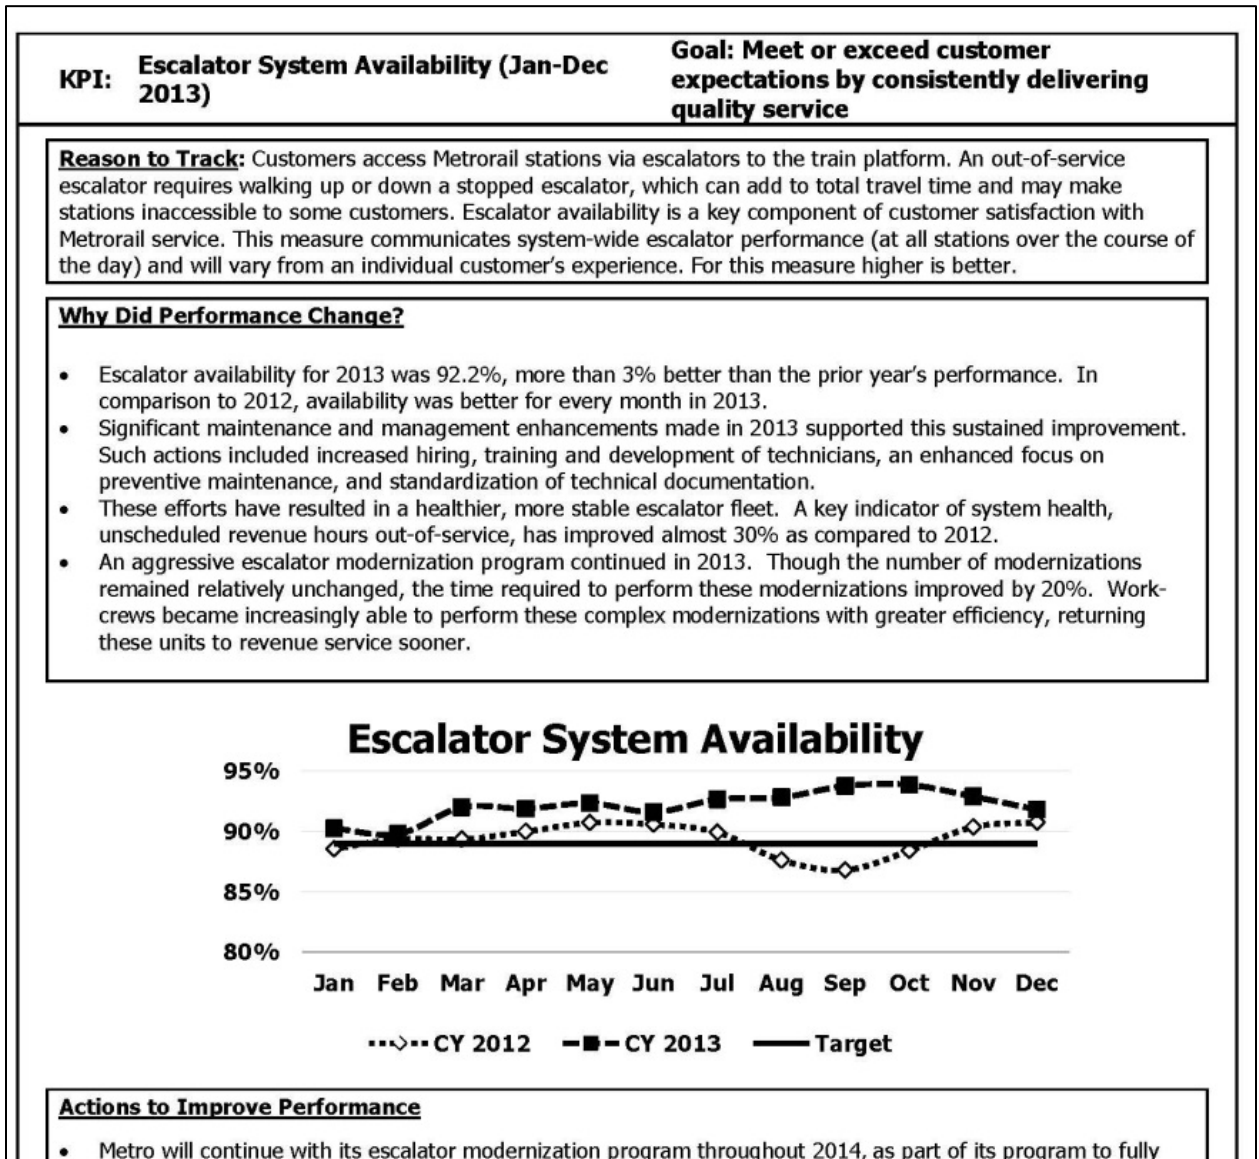 KPI:
Escalator System Availability (Jan-Dec
2013)
Goal: Meet or exceed customer
expectations by consistently delivering
quality service
Reason to Track: Customers access Metrorail stations via escalators to the train platform. An out-of-service
escalator requires walking up or down a stopped escalator, which can add to total travel time and may make
stations inaccessible to some customers. Escalator availability is a key component of customer satisfaction with
Metrorail service. This measure communicates system-wide escalator performance (at all stations over the course of
the day) and will vary from an individual customer's experience. For this measure higher is better.
Why Did Performance Change?
• Escalator availability for 2013 was 92.2%, more than 3% better than the prior year's performance. In
comparison to 2012, availability was better for every month in 2013.
• Significant maintenance and management enhancements made in 2013 supported this sustained improvement.
Such actions included increased hiring, training and development of technicians, an enhanced focus on
preventive maintenance, and standardization of technical documentation.
• These efforts have resulted in a healthier, more stable escalator fleet. A key indicator of system health,
unscheduled revenue hours out-of-service, has improved almost 30% as compared to 2012.
• An aggressive escalator modernization program continued in 2013. Though the number of modernizations
remained relatively unchanged, the time required to perform these modernizations improved by 20%. Work-
crews became increasingly able to perform these complex modernizations with greater efficiency, returning
these units to revenue service sooner.
Escalator System Availability
95%
90%
85%
80%
Jan Feb Mar Apr May Jun Jul Aug Sep Oct Nov Dec
CY 2012 CY 2013 Target
Actions to Improve Performance
• Metro will continue with its escalator modernization program throughout 2014, as part of its program to fully